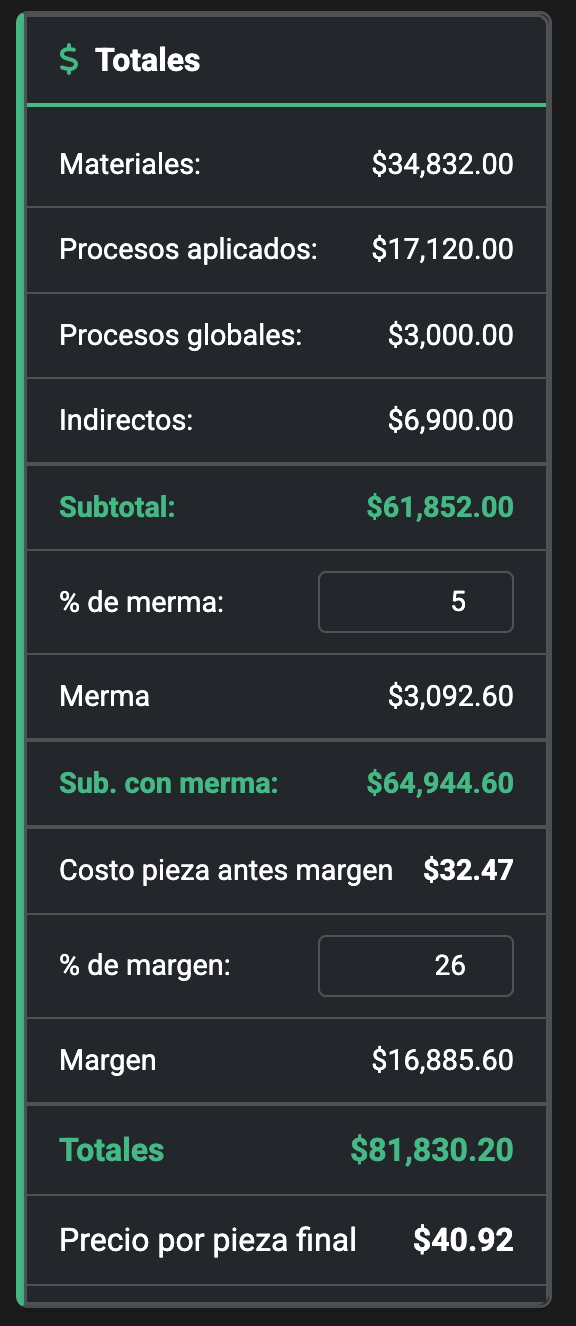 $ Totales
Materiales: $34,832.00
Procesos aplicados: $17,120.00
Procesos globales: $3,000.00
Indirectos: $6,900.00
Subtotal: $61,852.00
% de merma: 5
Merma $3,092.60
Sub. con merma: $64,944.60
Costo pieza antes margen $32.47
% de margen: 26
Margen $16,885.60
Totales $81,830.20
Precio por pieza final $40.92